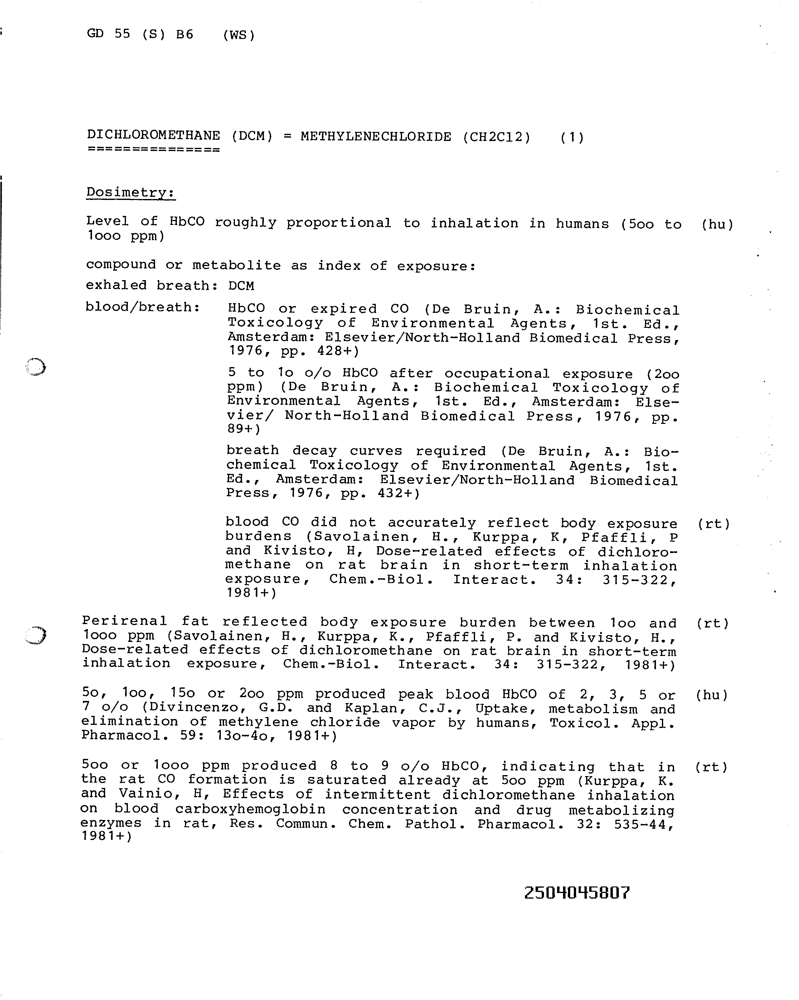 GD 55 (S) B6 (WS)
DICHLOROMETHANE (DCM) = METHYLENECHLORIDE (CH2Cl2) (1)
===============
Dosimetry:
Level of HbCO roughly proportional to inhalation in humans (5oo to (hu)
1ooo ppm)
compound or metabolite as index of exposure:
exhaled breath: DCM
blood/breath: HbCO or expired CO (De Bruin, A.: Biochemical
Toxicology of Environmental Agents, 1st. Ed.,
Amsterdam: Elsevier/North-Holland Biomedical Press,
1976, pp. 428+)
5 to 1o o/o HbCO after occupational exposure (2oo
ppm) (De Bruin, A.: Biochemical Toxicology of
Environmental Agents, 1st. Ed., Amsterdam: Else-
vier/ North-Holland Biomedical Press, 1976, pp.
89+)
breath decay curves required (De Bruin, A.: Bio-
chemical Toxicology of Environmental Agents, 1st.
Ed., Amsterdam: Elsevier/North-Holland Biomedical
Press, 1976, pp. 432+)
blood CO did not accurately reflect body exposure (rt)
burdens (Savolainen, H., Kurppa, K, Pfaffli, P
and Kivisto, H, Dose-related effects of dichloro-
methane on rat brain in short-term inhalation
exposure, Chem.-Biol. Interact. 34: 315-322,
1981+)
Perirenal fat reflected body exposure burden between 1oo and (rt)
1ooo ppm (Savolainen, H., Kurppa, K., Pfaffli, P. and Kivisto, H.,
Dose-related effects of dichloromethane on rat brain in short-term
inhalation exposure, Chem.-Biol. Interact. 34: 315-322, 1981+)
5o, 1oo, 15o or 2oo ppm produced peak blood HbCO of 2, 3, 5 or (hu)
7 o/o (Divincenzo, G.D. and Kaplan, C.J., Uptake, metabolism and
elimination of methylene chloride vapor by humans, Toxicol. Appl.
Pharmacol. 59: 13o-4o, 1981+)
5oo or 1ooo ppm produced 8 to 9 o/o HbCO, indicating that in (rt)
the rat CO formation is saturated already at 5oo ppm (Kurppa, K.
and Vainio, H, Effects of intermittent dichloromethane inhalation
on blood carboxyhemoglobin concentration and drug metabolizing
enzymes in rat, Res. Commun. Chem. Pathol. Pharmacol. 32: 535-44,
1981+)
2504045807